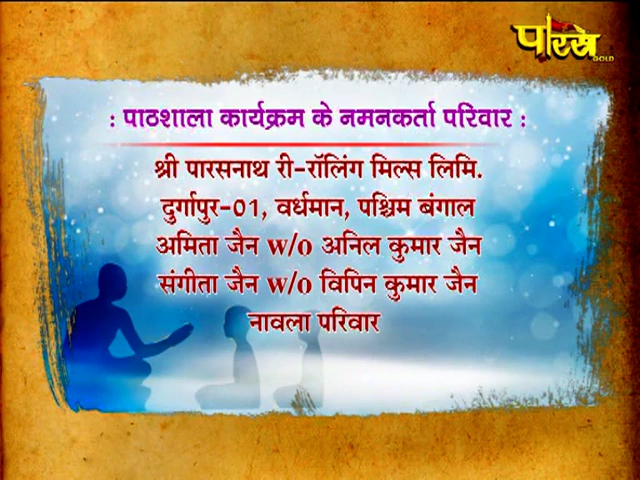 पारस
GOLD
: पाठशाला कार्यक्रम के नमनकर्ता परिवार :
श्री पारसनाथ री-रॉलिंग मिल्स लिमि.
दुर्गापुर-01, वर्धमान, पश्चिम बंगाल
अमिता जैन w/o अनिल कुमार जैन
संगीता जैन w/o विपिन कुमार जैन
नावला परिवार